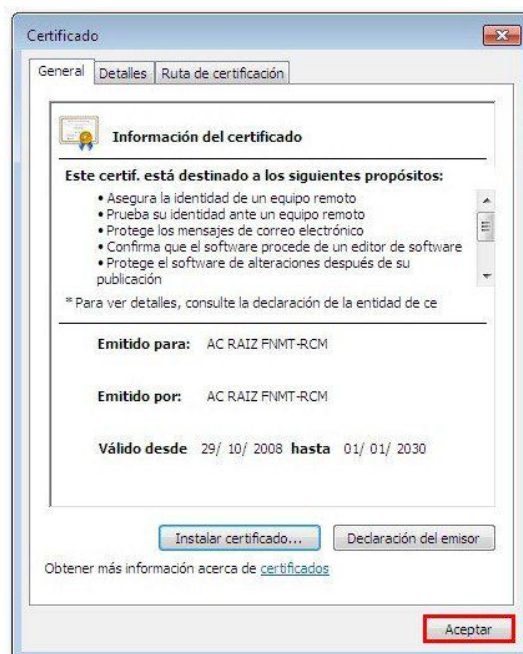 Certificado
General Detalles Ruta de certificación
Información del certificado
Este certif. está destinado a los siguientes propósitos:
• Asegura la identidad de un equipo remoto
• Prueba su identidad ante un equipo remoto
• Protege los mensajes de correo electrónico
• Confirma que el software procede de un editor de software
• Protege el software de alteraciones después de su
publicación
* Para ver detalles, consulte la declaración de la entidad de ce
Emitido para: AC RAIZ FNMT-RCM
Emitido por: AC RAIZ FNMT-RCM
Válido desde 29/ 10/ 2008 hasta 01/ 01/ 2030
Instalar certificado... Declaración del emisor
Obtener más información acerca de certificados
Aceptar